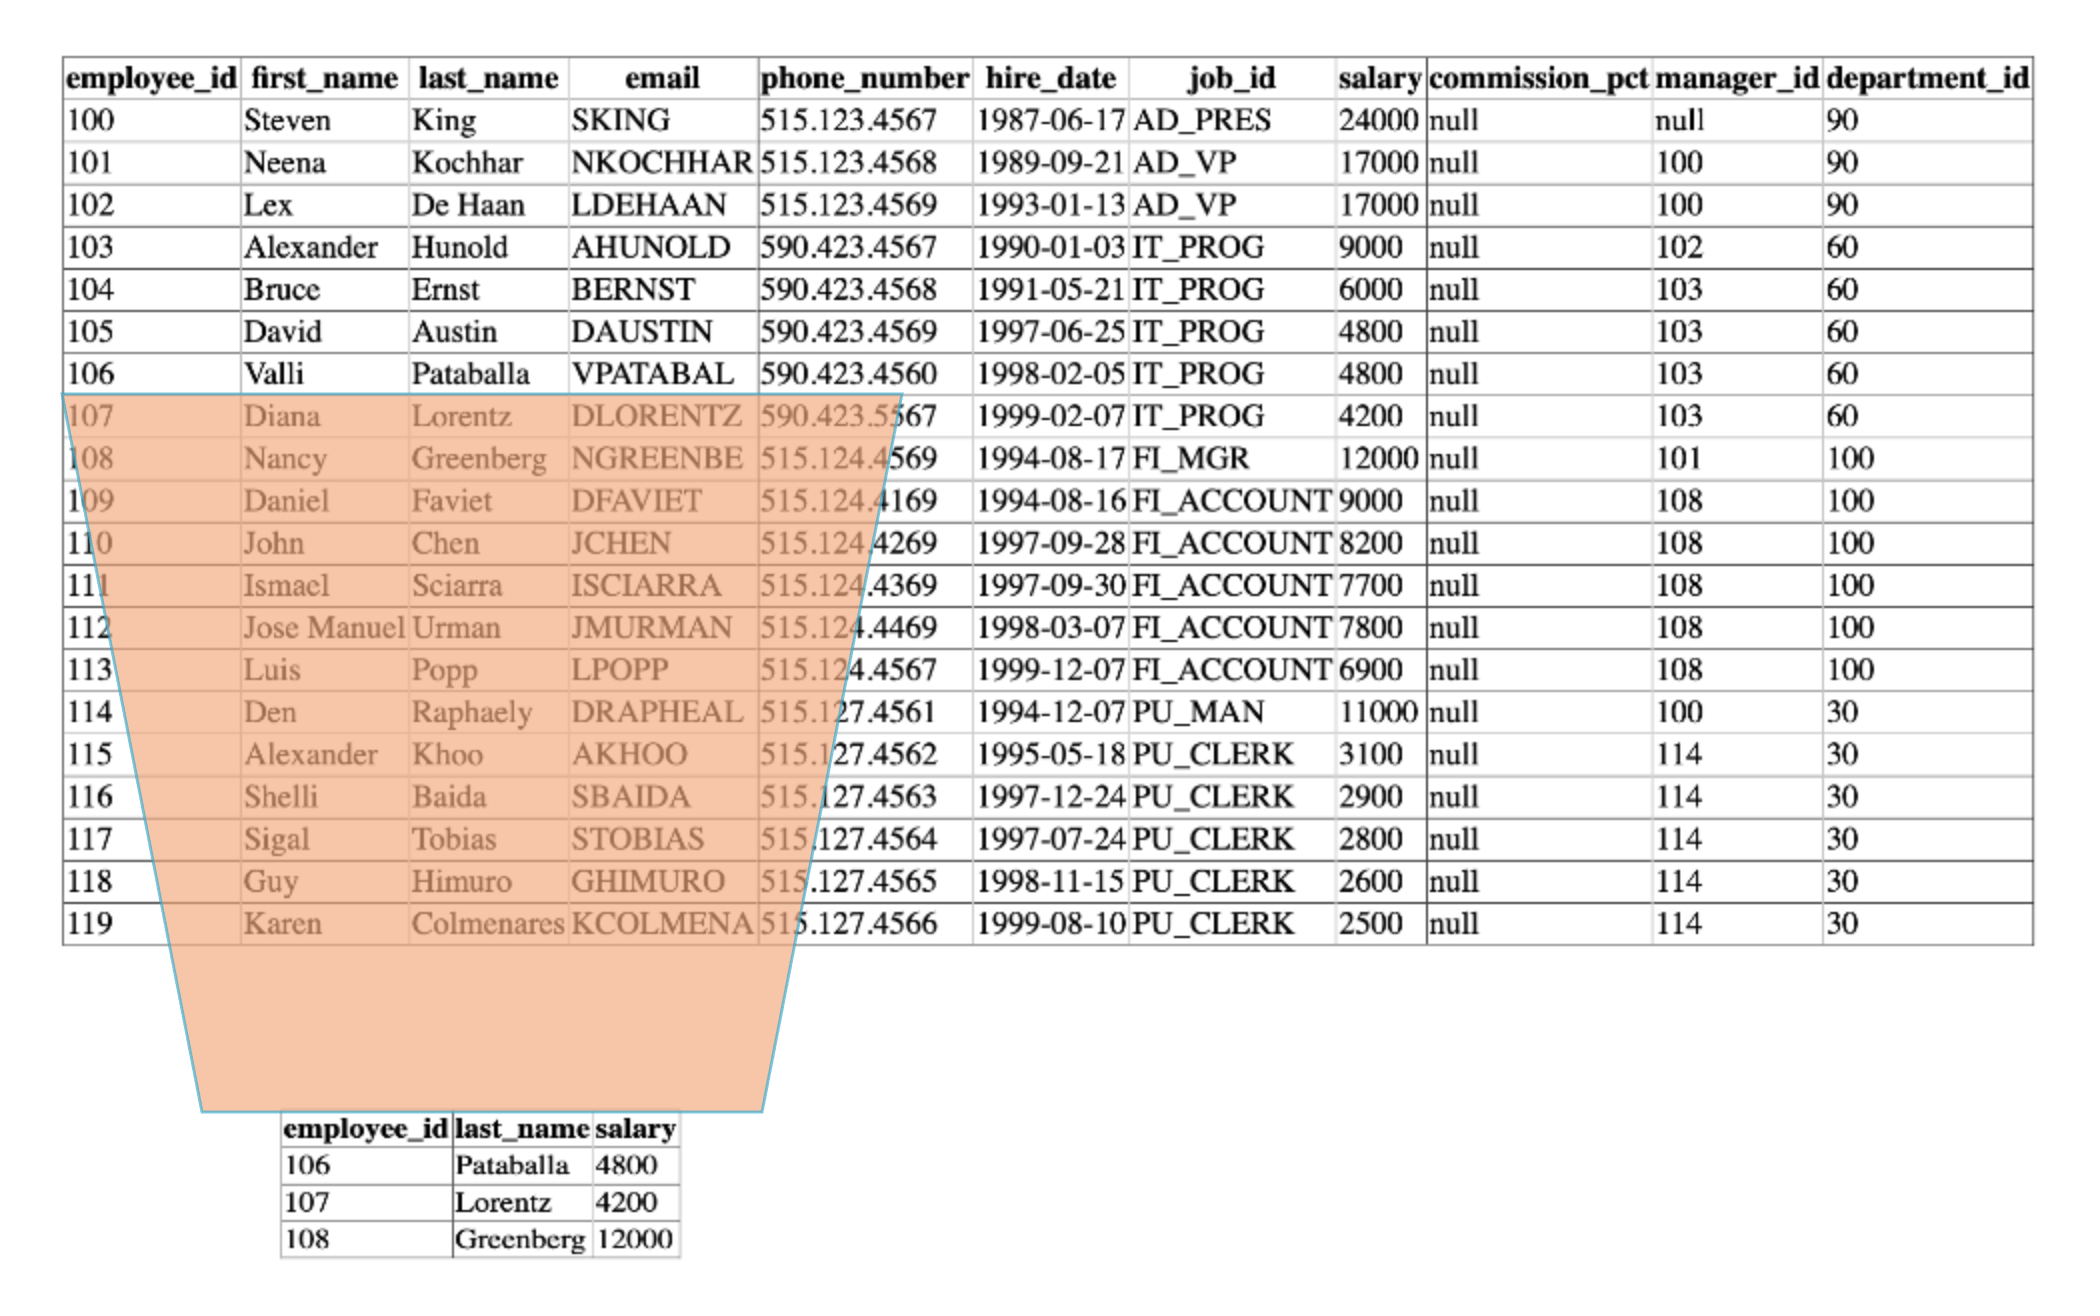 employee_id first_name last_name email phone_number hire_date job_id salary commission_pct manager_id department_id
100 Steven King SKING 515.123.4567 1987-06-17 AD_PRES 24000 null null 90
101 Neena Kochhar NKOCHHAR 515.123.4568 1989-09-21 AD_VP 17000 null 100 90
102 Lex De Haan LDEHAAN 515.123.4569 1993-01-13 AD_VP 17000 null 100 90
103 Alexander Hunold AHUNOLD 590.423.4567 1990-01-03 IT_PROG 9000 null 102 60
104 Bruce Ernst BERNST 590.423.4568 1991-05-21 IT_PROG 6000 null 103 60
105 David Austin DAUSTIN 590.423.4569 1997-06-25 IT_PROG 4800 null 103 60
106 Valli Pataballa VPATABAL 590.423.4560 1998-02-05 IT_PROG 4800 null 103 60
107 Diana Lorentz DLORENTZ 590.423.5567 1999-02-07 IT_PROG 4200 null 103 60
108 Nancy Greenberg NGREENBE 515.124.4569 1994-08-17 FI_MGR 12000 null 101 100
109 Daniel Faviet DFAVIET 515.124.4169 1994-08-16 FI_ACCOUNT 9000 null 108 100
110 John Chen JCHEN 515.124.4269 1997-09-28 FI_ACCOUNT 8200 null 108 100
111 Ismael Sciarra ISCIARRA 515.124.4369 1997-09-30 FI_ACCOUNT 7700 null 108 100
112 Jose Manuel Urman JMURMAN 515.124.4469 1998-03-07 FI_ACCOUNT 7800 null 108 100
113 Luis Popp LPOPP 515.124.4567 1999-12-07 FI_ACCOUNT 6900 null 108 100
114 Den Raphaely DRAPHEAL 515.127.4561 1994-12-07 PU_MAN 11000 null 100 30
115 Alexander Khoo AKHOO 515.127.4562 1995-05-18 PU_CLERK 3100 null 114 30
116 Shelli Baida SBAIDA 515.127.4563 1997-12-24 PU_CLERK 2900 null 114 30
117 Sigal Tobias STOBIAS 515.127.4564 1997-07-24 PU_CLERK 2800 null 114 30
118 Guy Himuro GHIMURO 515.127.4565 1998-11-15 PU_CLERK 2600 null 114 30
119 Karen Colmenares KCOLMENA 515.127.4566 1999-08-10 PU_CLERK 2500 null 114 30
employee_id last_name salary
106 Pataballa 4800
107 Lorentz 4200
108 Greenberg 12000